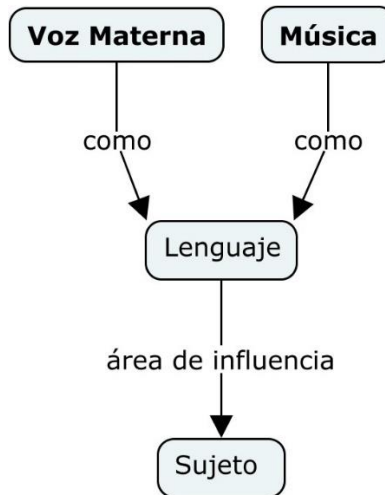 Voz Materna
Música
como
como
Lenguaje
área de influencia
Sujeto